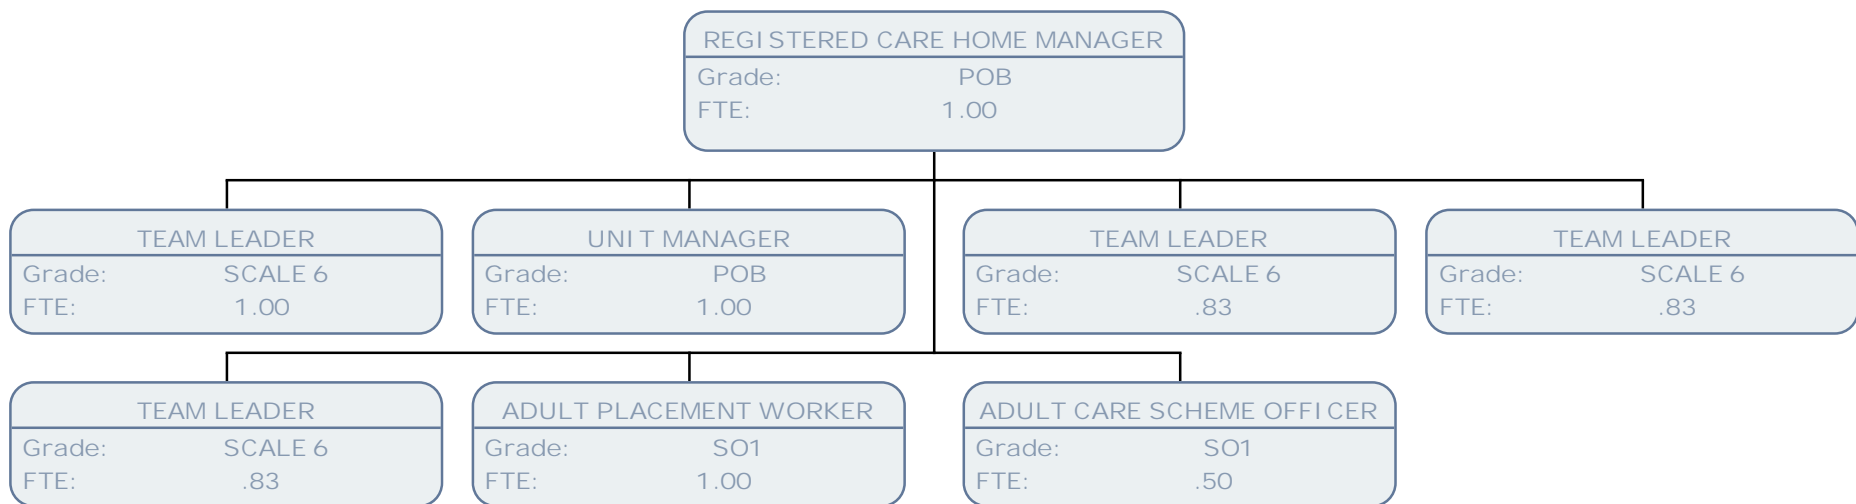 REGISTERED CARE HOME MANAGER
Grade: POB
FTE: 1.00
TEAM LEADER
Grade: SCALE 6
FTE: 1.00
UNIT MANAGER
Grade: POB
FTE: 1.00
TEAM LEADER
Grade: SCALE 6
FTE: .83
TEAM LEADER
Grade: SCALE 6
FTE: .83
TEAM LEADER
Grade: SCALE 6
FTE: .83
ADULT PLACEMENT WORKER
Grade: SO1
FTE: 1.00
ADULT CARE SCHEME OFFICER
Grade: SO1
FTE: .50